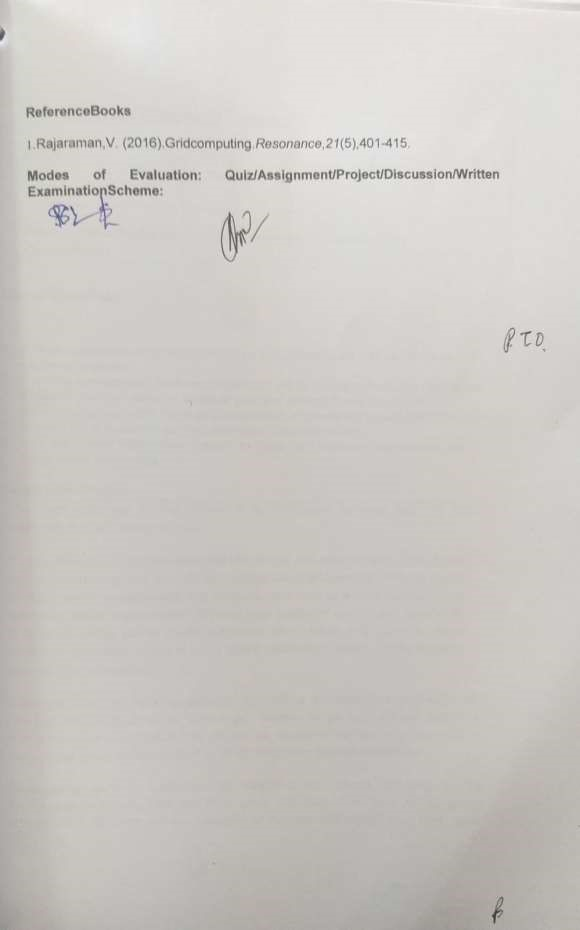 ReferenceBooks
1.Rajaraman,V. (2016).Gridcomputing.Resonance,21(5),401-415.
Modes of Evaluation: Quiz/Assignment/Project/Discussion/Written
ExaminationScheme:
P.T.O.